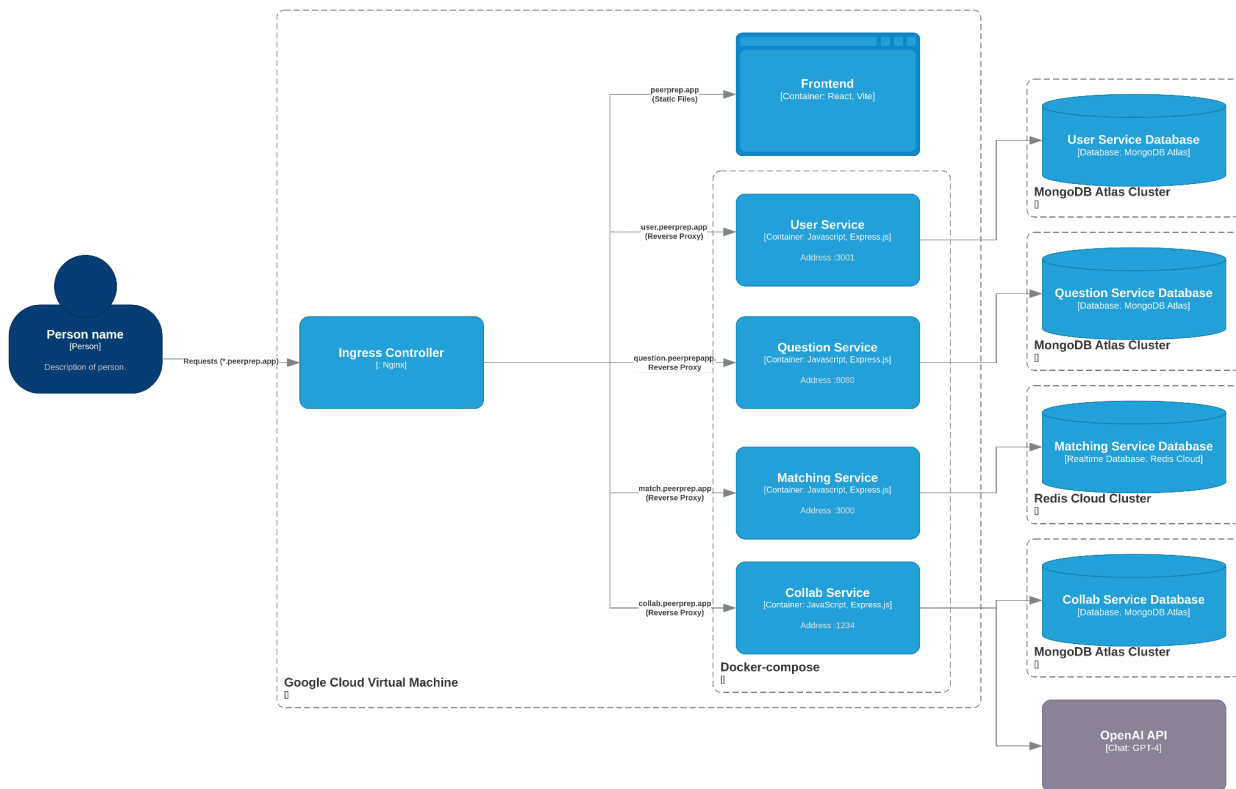 Frontend
[Container: React, Vite]
peerprep.app
(Static Files)
User Service Database
[Database: MongoDB Atlas]
MongoDB Atlas Cluster
[]
User Service
[Container: Javascript, Express.js]
Address :3001
user.peerprep.app
(Reverse Proxy)
Question Service Database
[Database: MongoDB Atlas]
MongoDB Atlas Cluster
[]
Person name
[Person]
Description of person.
Requests (*.peerprep.app)
Ingress Controller
[: Nginx]
question.peerprepapp.
Reverse Proxy
Question Service
[Container: Javascript, Express.js]
Address :8080
Matching Service Database
[Realtime Database: Redis Cloud]
Redis Cloud Cluster
[]
match.peerprep.app
(Reverse Proxy)
Matching Service
[Container: Javascript, Express.js]
Address :3000
collab.peerprep.app
(Reverse Proxy)
Collab Service
[Container: JavaScript, Express.js]
Address :1234
Collab Service Database
[Database: MongoDB Atlas]
MongoDB Atlas Cluster
[]
Docker-compose
[]
Google Cloud Virtual Machine
[]
OpenAI API
[Chat: GPT-4]